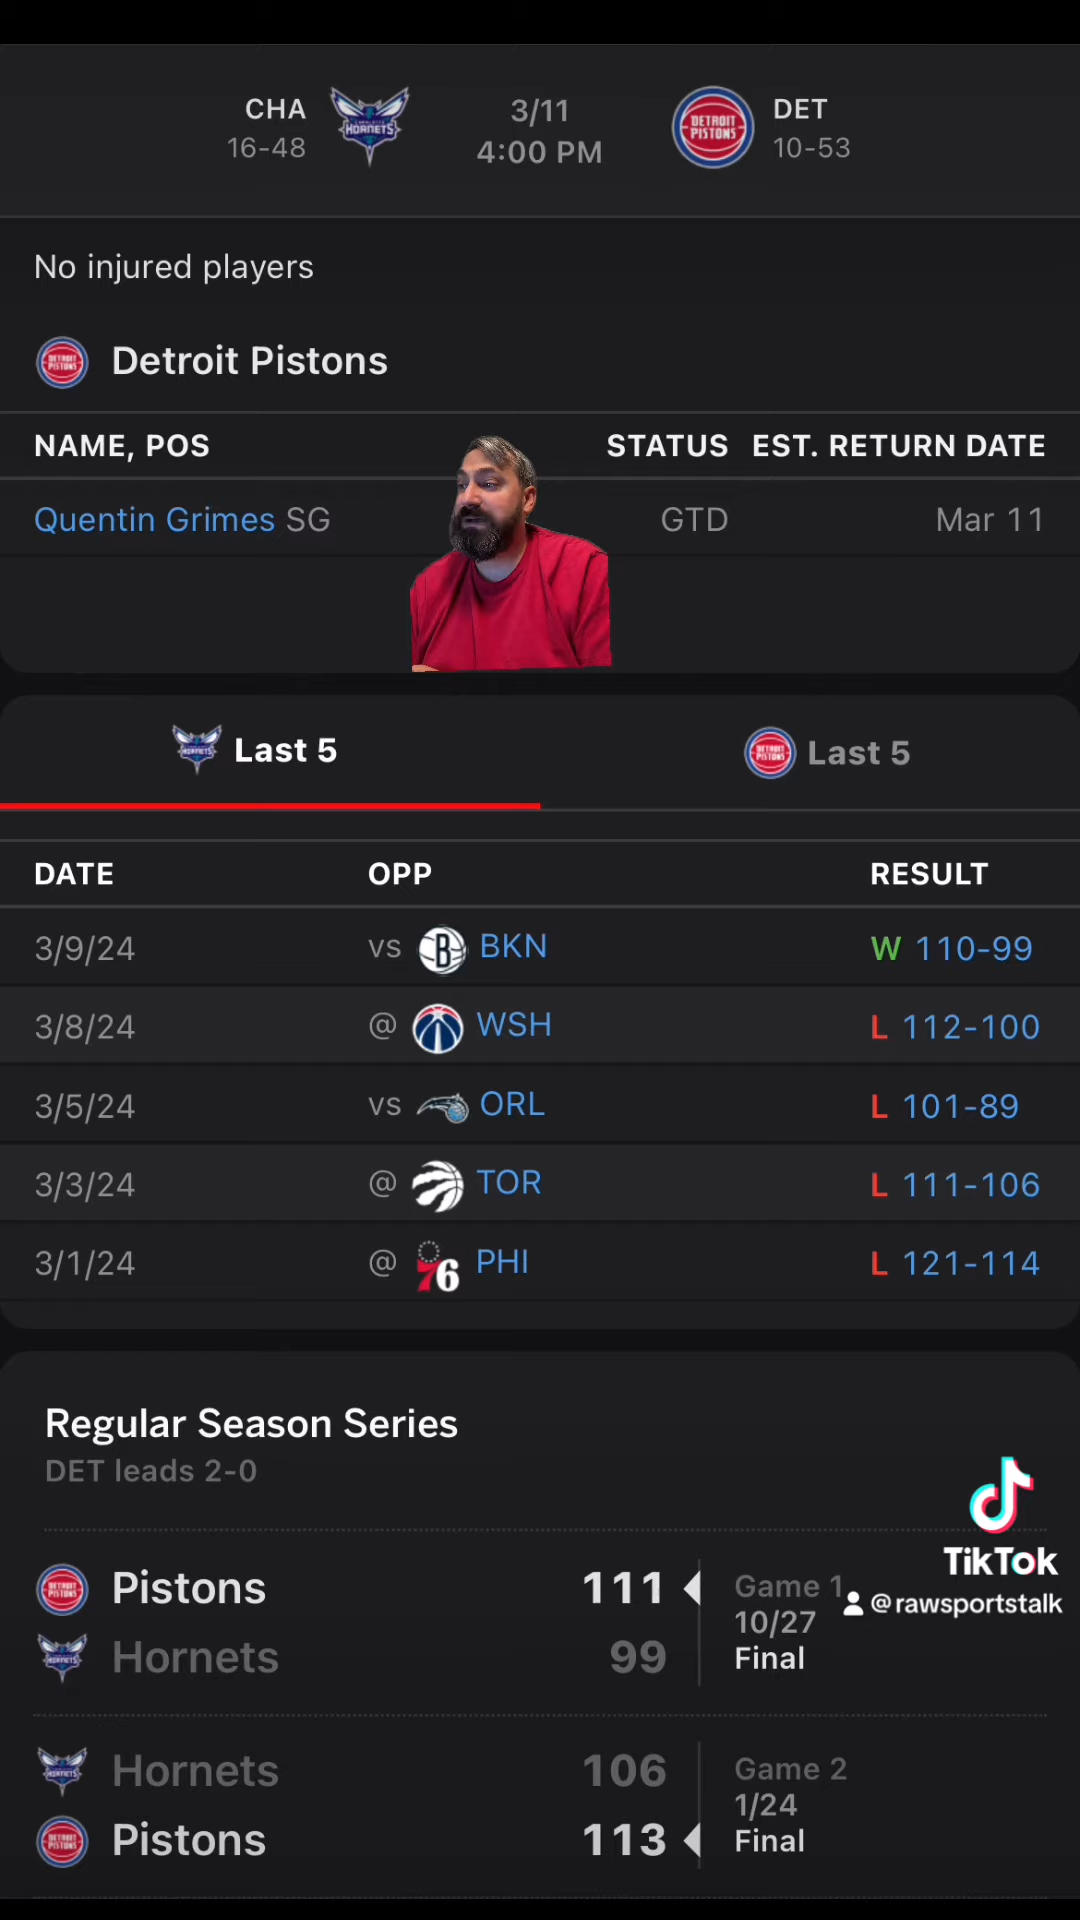 CHA 3/11 DET
16-48 4:00 PM 10-53
HORNETS
DETROIT PISTONS
No injured players
Detroit Pistons
NAME, POS STATUS EST. RETURN DATE
Quentin Grimes SG GTD Mar 11
Last 5 Last 5
DATE OPP RESULT
3/9/24 vs B BKN W 110-99
3/8/24 @ WSH L 112-100
3/5/24 vs ORL L 101-89
3/3/24 @ TOR L 111-106
3/1/24 @ 76 PHI L 121-114
Regular Season Series
DET leads 2-0
TikTok
@rawsportstalk
Pistons 111 Game 1
10/27
Hornets 99 Final
Hornets 106 Game 2
1/24
Pistons 113 Final